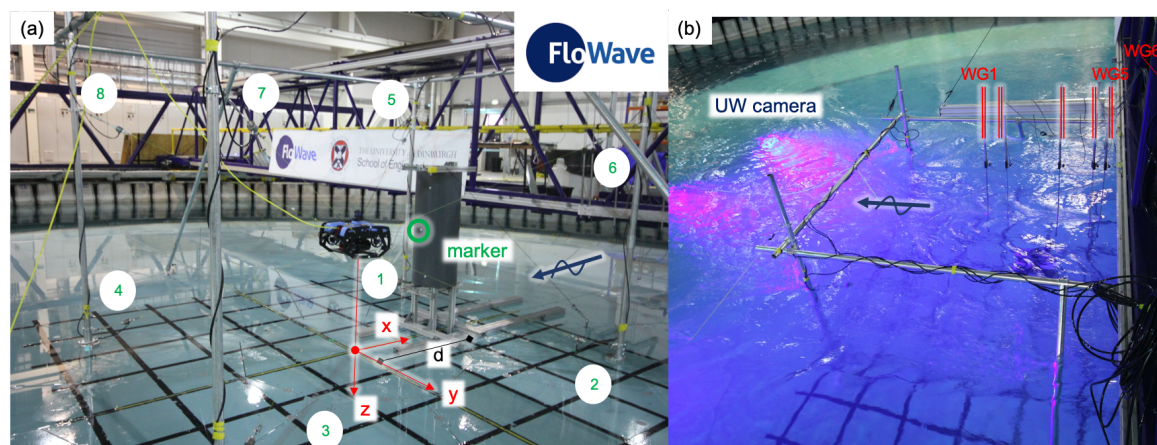 (a)
FloWave
8
7
5
6
FloWave
THE UNIVERSITY of EDINBURGH
School of Engi
marker
1
4
x
d
2
y
z
3
(b)
WG6
WG1
WG5
UW camera